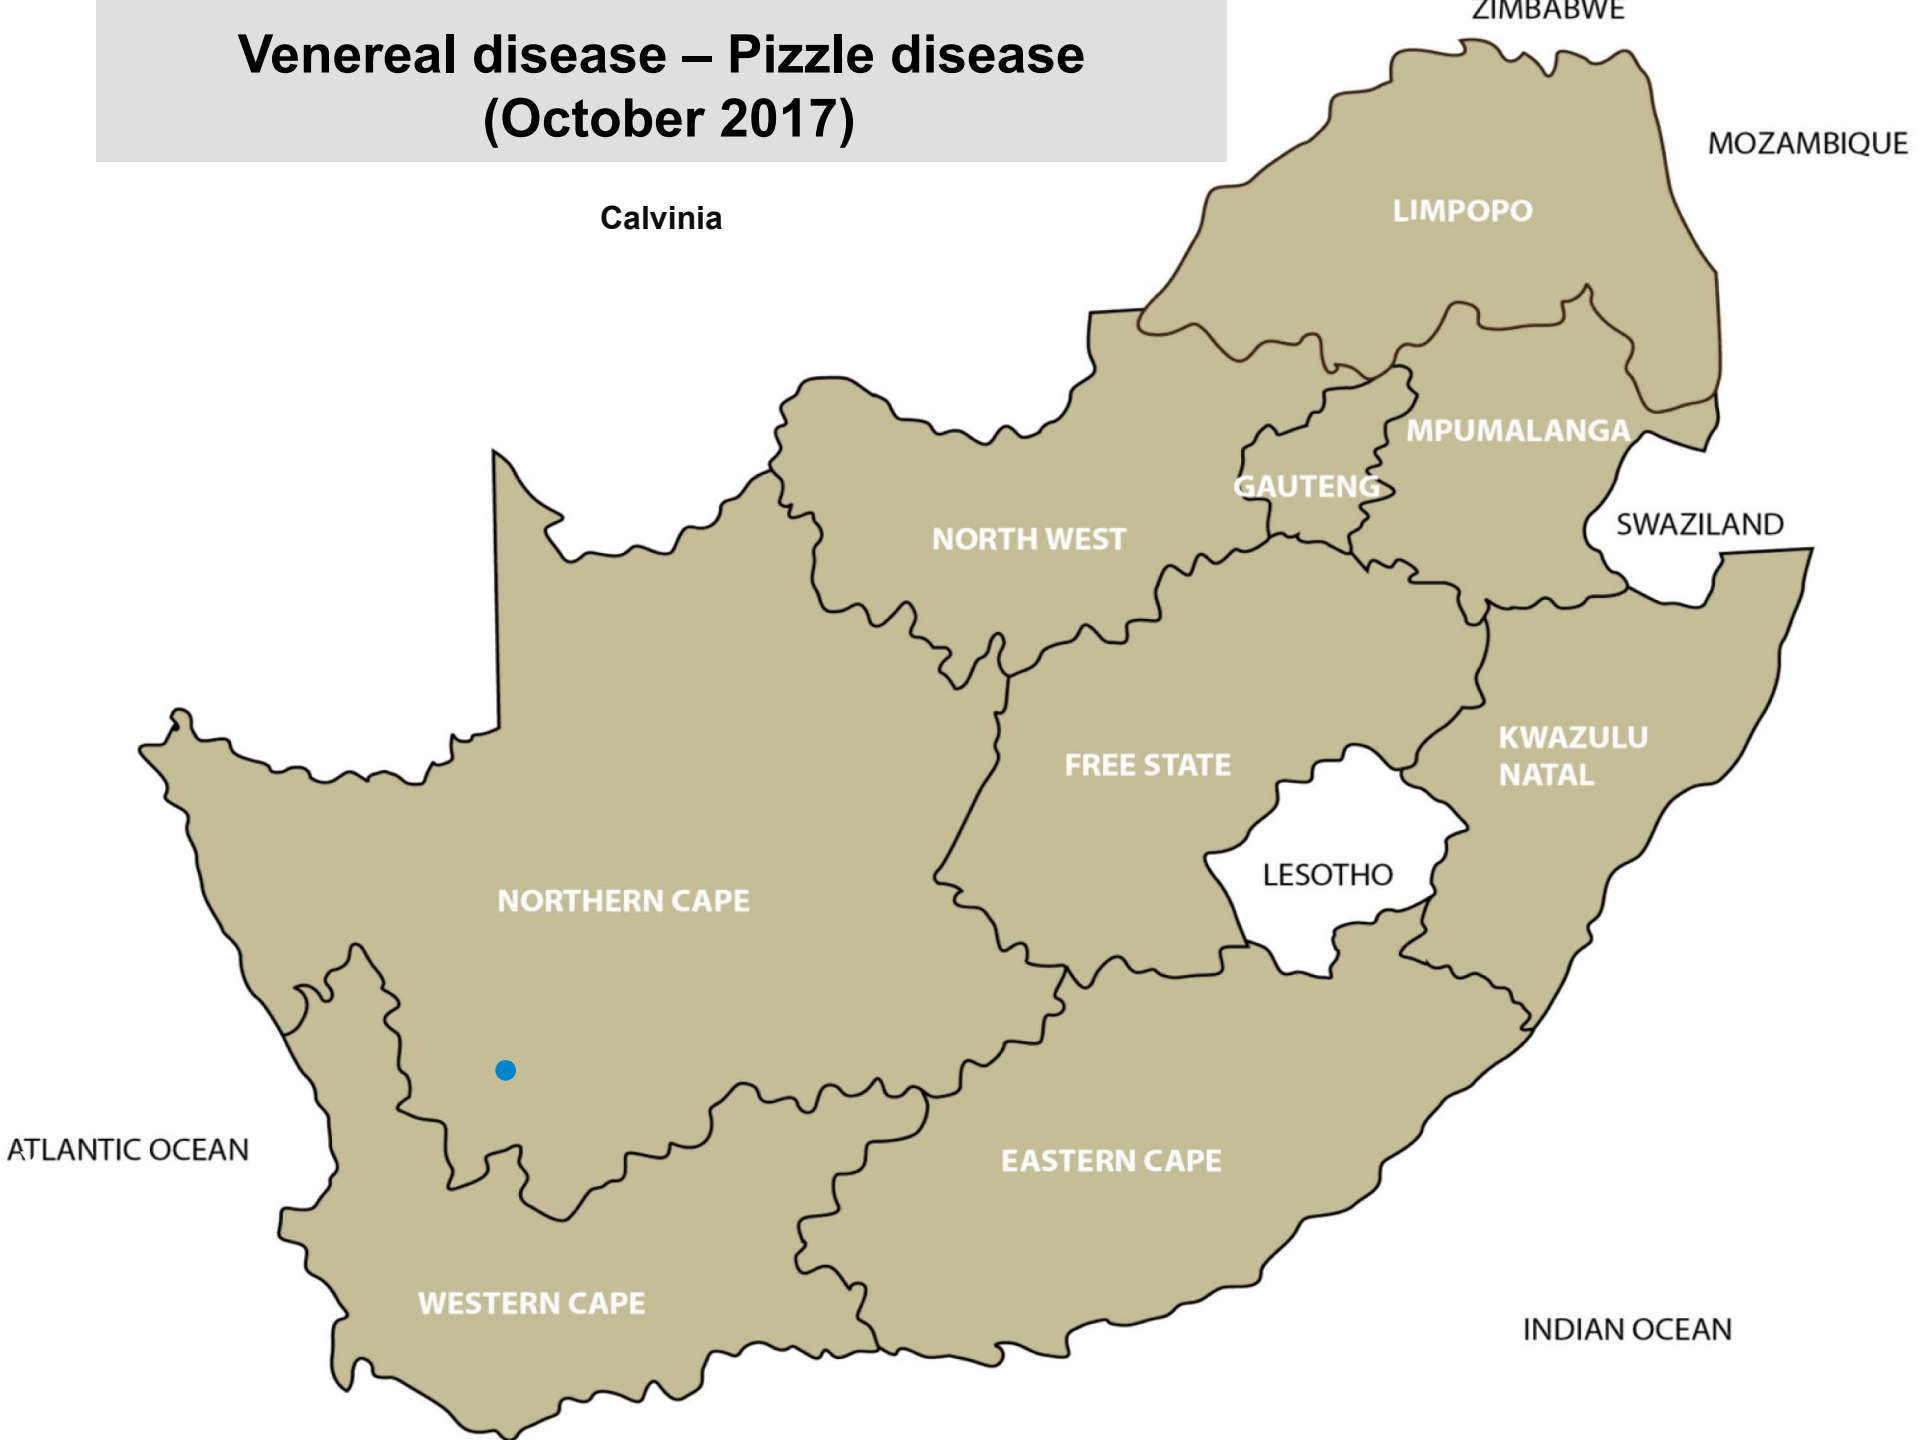 Venereal disease – Pizzle disease
(October 2017)
Calvinia
ZIMBABWE
MOZAMBIQUE
LIMPOPO
MPUMALANGA
GAUTENG
SWAZILAND
NORTH WEST
FREE STATE
KWAZULU
NATAL
LESOTHO
NORTHERN CAPE
ATLANTIC OCEAN
EASTERN CAPE
WESTERN CAPE
INDIAN OCEAN